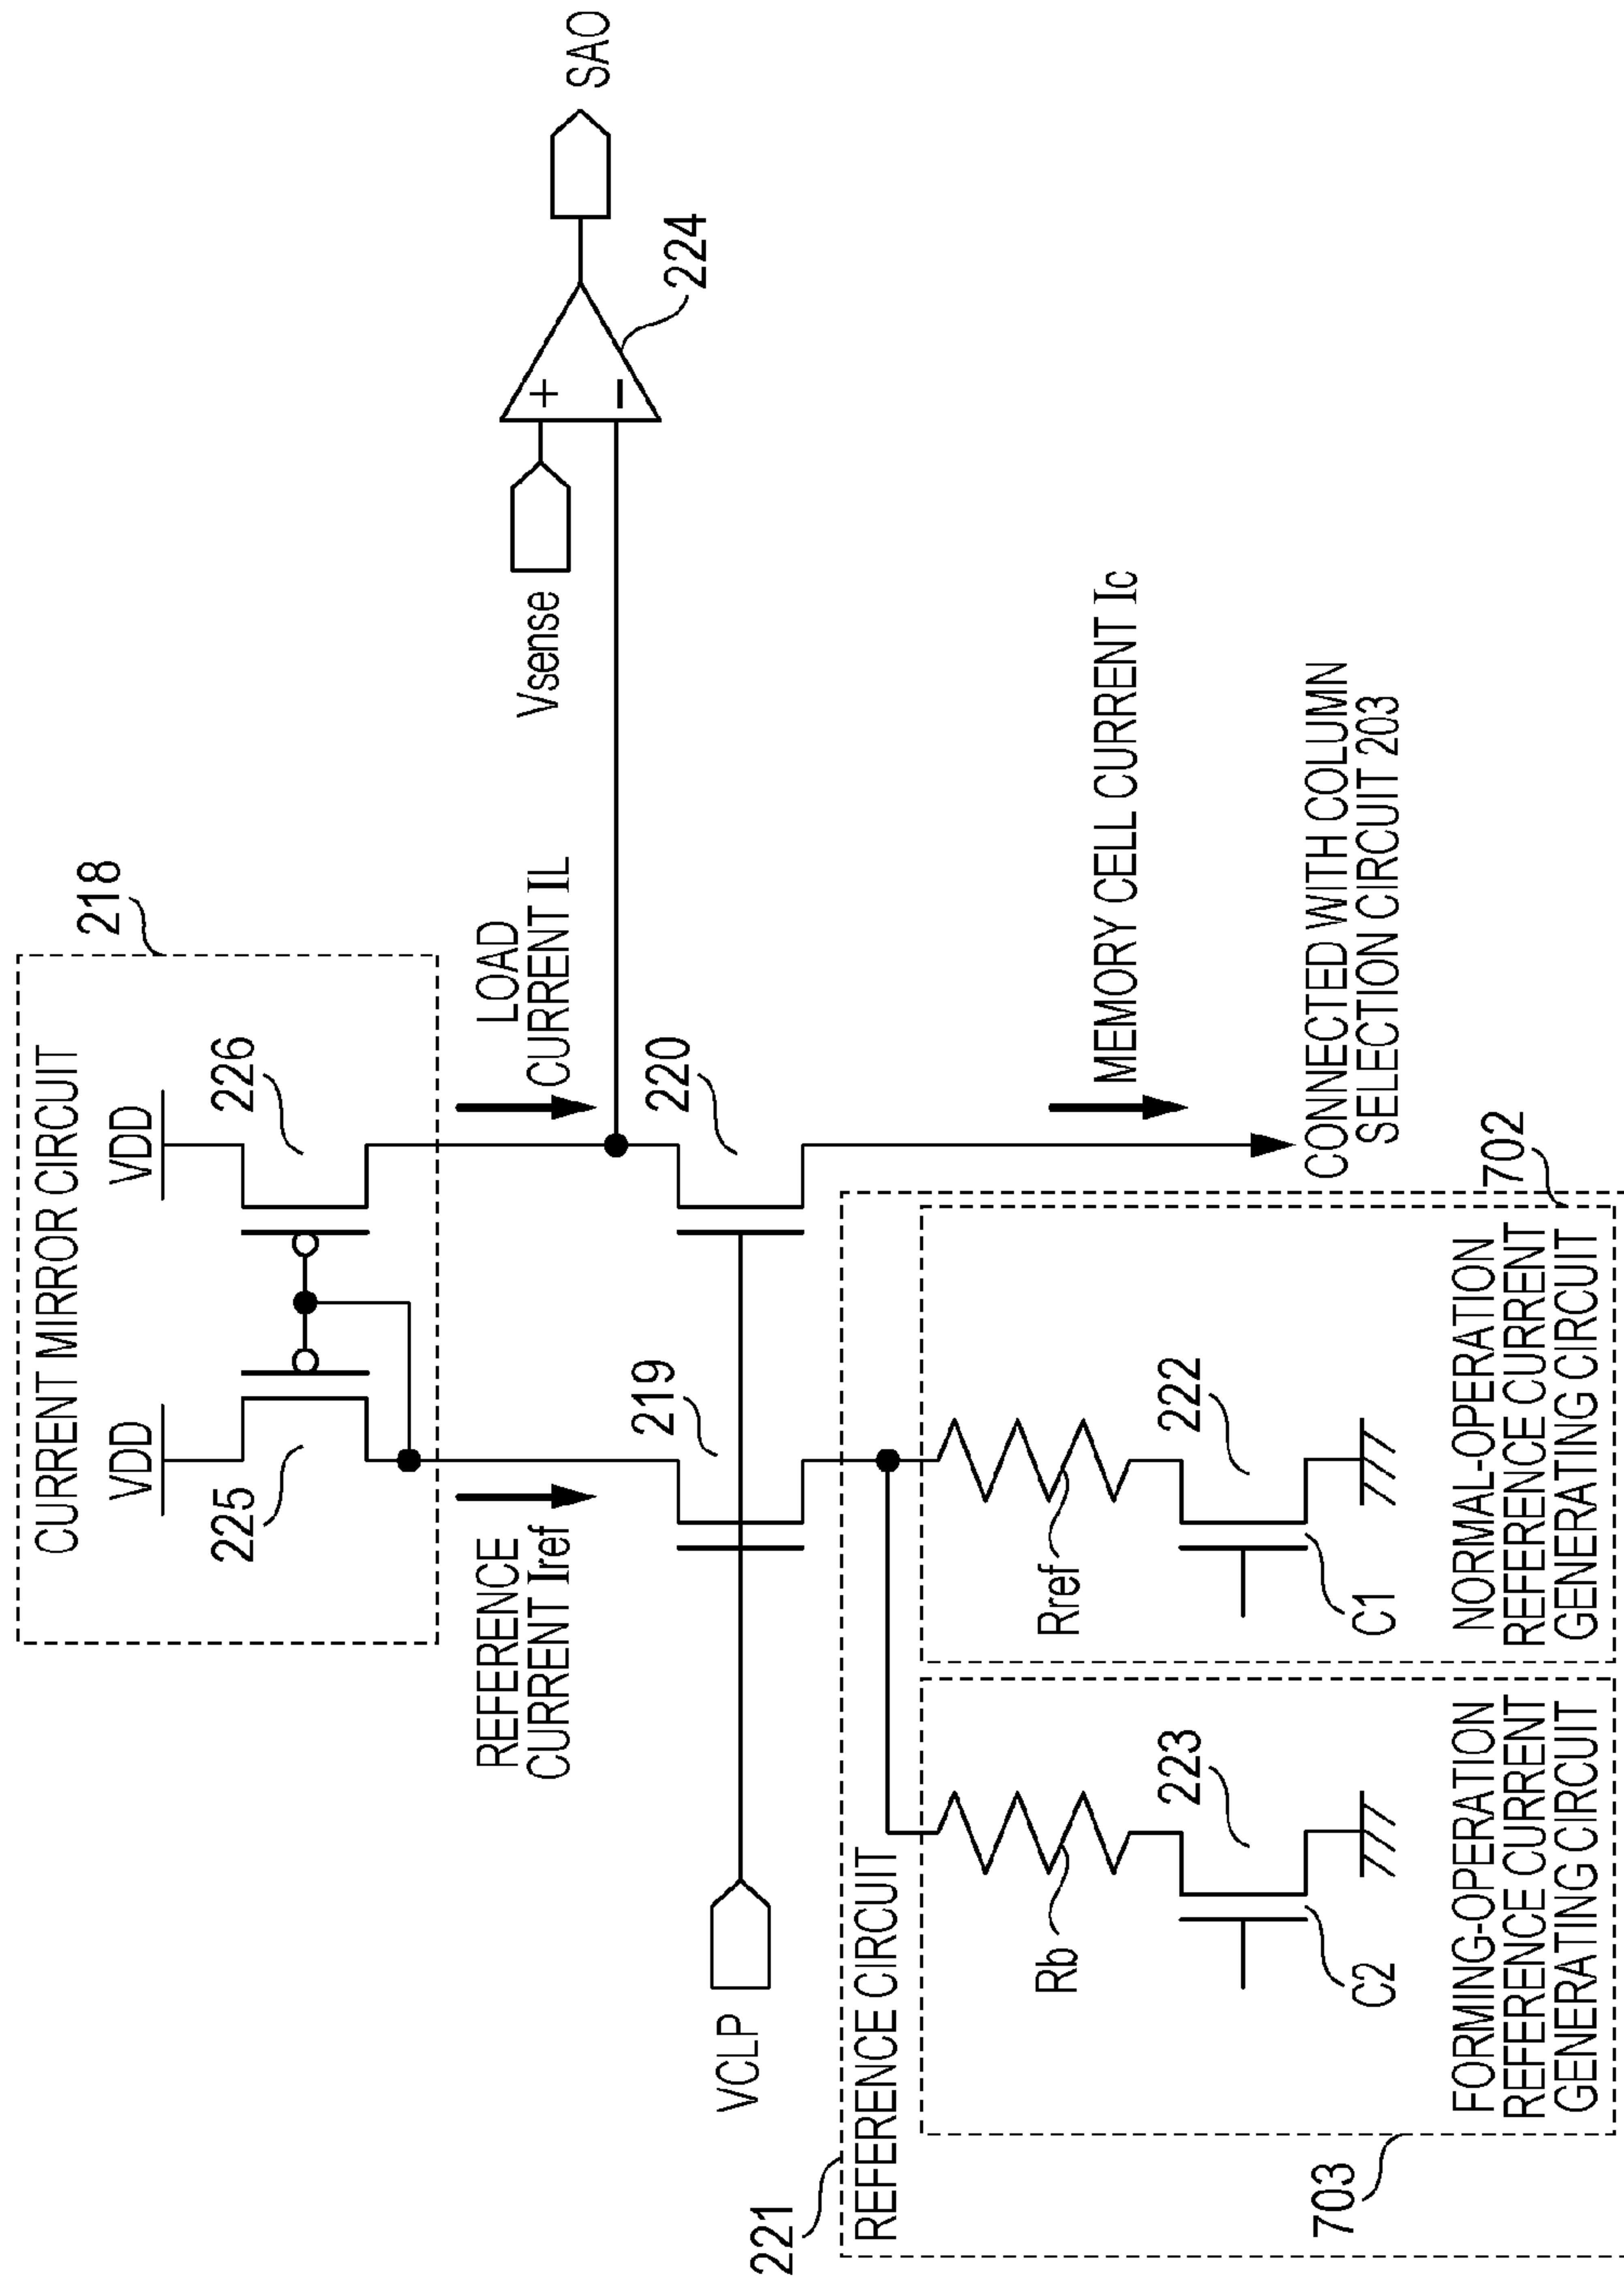 218
CURRENT MIRROR CIRCUIT
VDD
VDD
225
226
REFERENCE
CURRENT Iref
LOAD
CURRENT IL
Vsense
+
−
SAO
224
219
220
VCLP
MEMORY CELL CURRENT Ic
CONNECTED WITH COLUMN
SELECTION CIRCUIT 203
221
REFERENCE CIRCUIT
Rb
223
C2
Rref
222
C1
FORMING-OPERATION
REFERENCE CURRENT
GENERATING CIRCUIT
703
NORMAL-OPERATION
REFERENCE CURRENT
GENERATING CIRCUIT
702